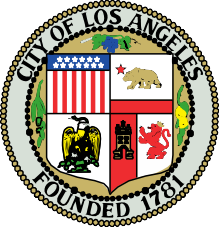 CITY OF LOS ANGELES
FOUNDED 1781